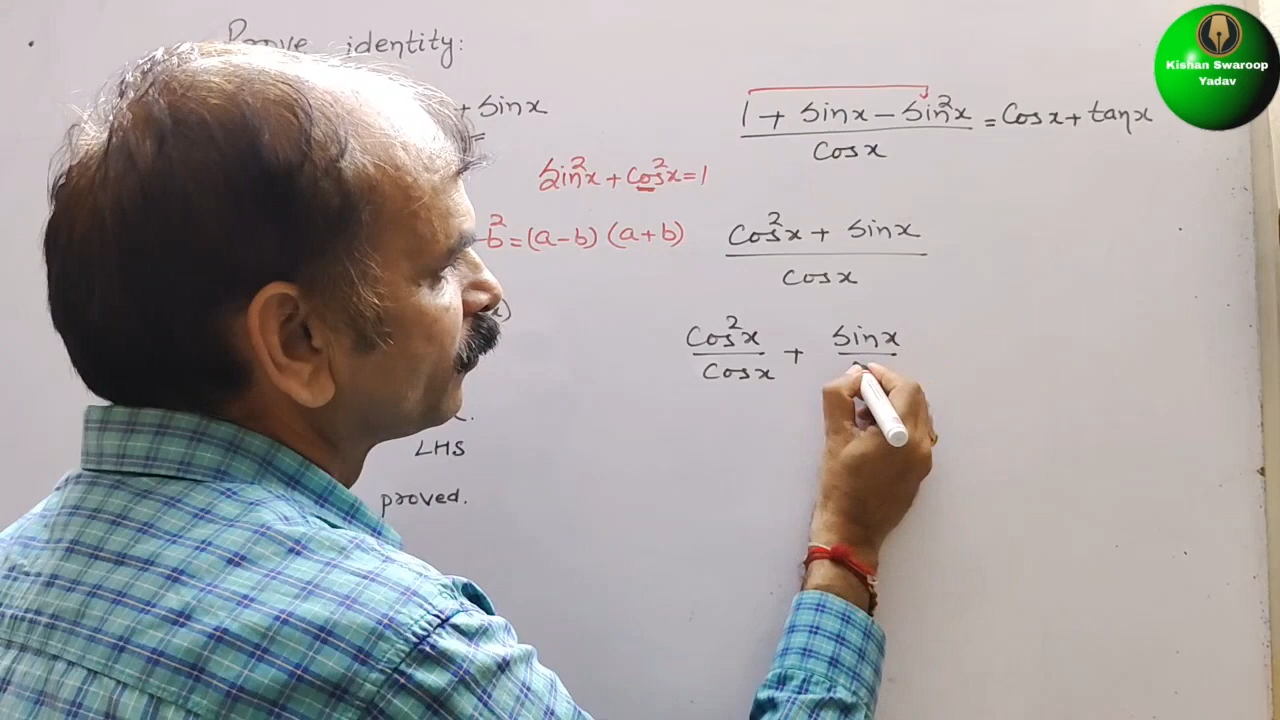 identity:
+ sinx
=
sin²x + cos²x = 1
-b² = (a-b) (a+b)
x)
LHS
proved.
1 + sinx - sin²x / cosx = cosx + tanx
cos²x + sinx / cosx
cos²x / cosx + sinx
Kishan Swaroop
Yadav